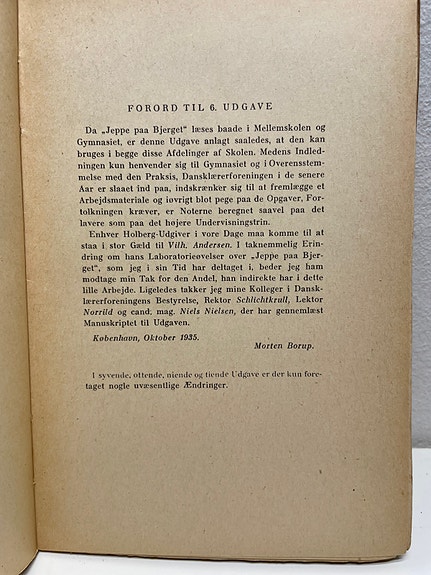 FORORD TIL 6. UDGAVE
Da „Jeppe paa Bjerget" læses baade i Mellemskolen og
Gymnasiet, er denne Udgave anlagt saaledes, at den kan
bruges i begge disse Afdelinger af Skolen. Medens Indled-
ningen kun henvender sig til Gymnasiet og i Overensstem-
melse med den Praksis, Dansklærerforeningen i de senere
Aar er slaaet ind paa, indskrænker sig til at fremlægge et
Arbejdsmateriale og iøvrigt blot pege paa de Opgaver, For-
tolkningen kræver, er Noterne beregnet saavel paa det
lavere som paa det højere Undervisningstrin.
Enhver Holberg-Udgiver i vore Dage maa komme til at
staa i stor Gæld til Vilh. Andersen. I taknemmelig Erin-
dring om hans Laboratorieøvelser over „Jeppe paa Bjer-
get", som jeg i sin Tid har deltaget i, beder jeg ham
modtage min Tak for den Andel, han indirekte har i dette
lille Arbejde. Ligeledes takker jeg mine Kolleger i Dansk-
lærerforeningens Bestyrelse, Rektor Schlichtkrull, Lektor
Norrild og cand. mag. Niels Nielsen, der har gennemlæst
Manuskriptet til Udgaven.
København, Oktober 1935.
Morten Borup.
I syvende, ottende, niende og tiende Udgave er der kun fore-
taget nogle uvæsentlige Ændringer.